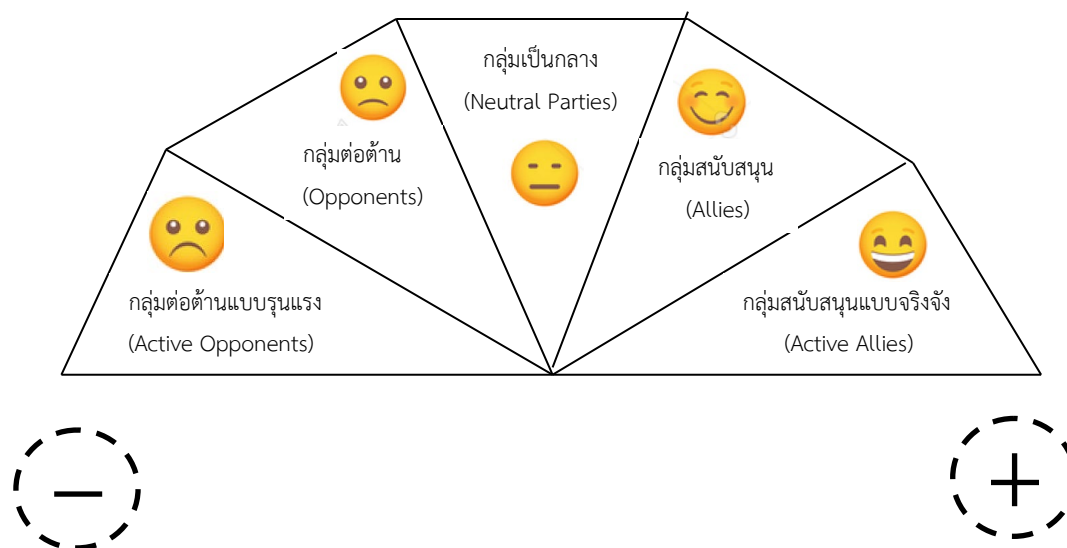 กลุ่มเป็นกลาง
(Neutral Parties)
กลุ่มต่อต้าน
(Opponents)
กลุ่มสนับสนุน
(Allies)
กลุ่มต่อต้านแบบรุนแรง
(Active Opponents)
กลุ่มสนับสนุนแบบจริงจัง
(Active Allies)
−
+